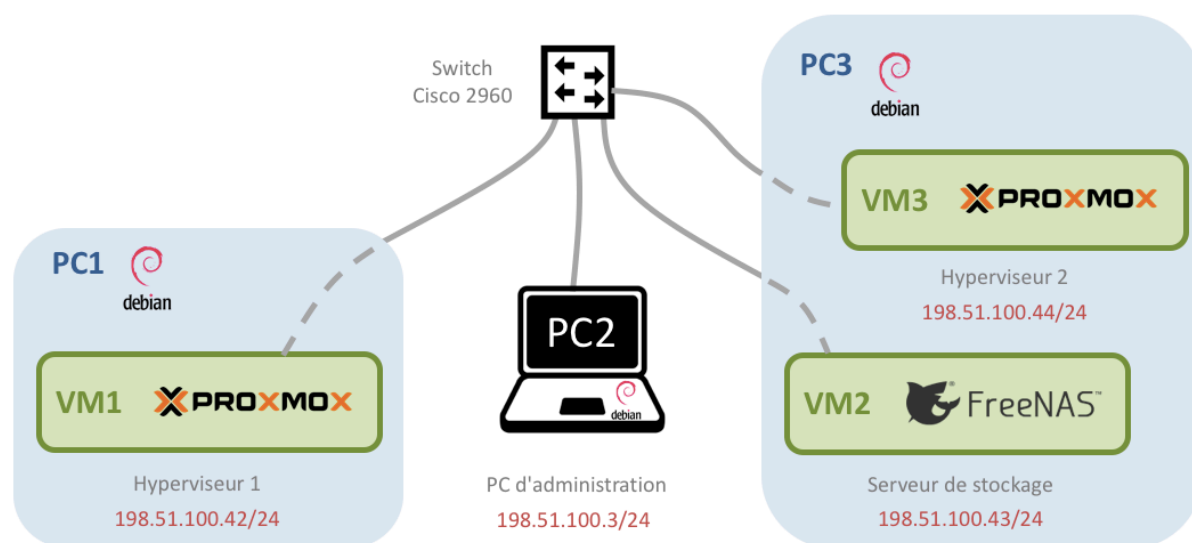 Switch
Cisco 2960
PC3
debian
VM3 PROXMOX
Hyperviseur 2
198.51.100.44/24
PC1
debian
VM1 PROXMOX
Hyperviseur 1
198.51.100.42/24
PC2
debian
PC d'administration
198.51.100.3/24
VM2 FreeNAS™
Serveur de stockage
198.51.100.43/24